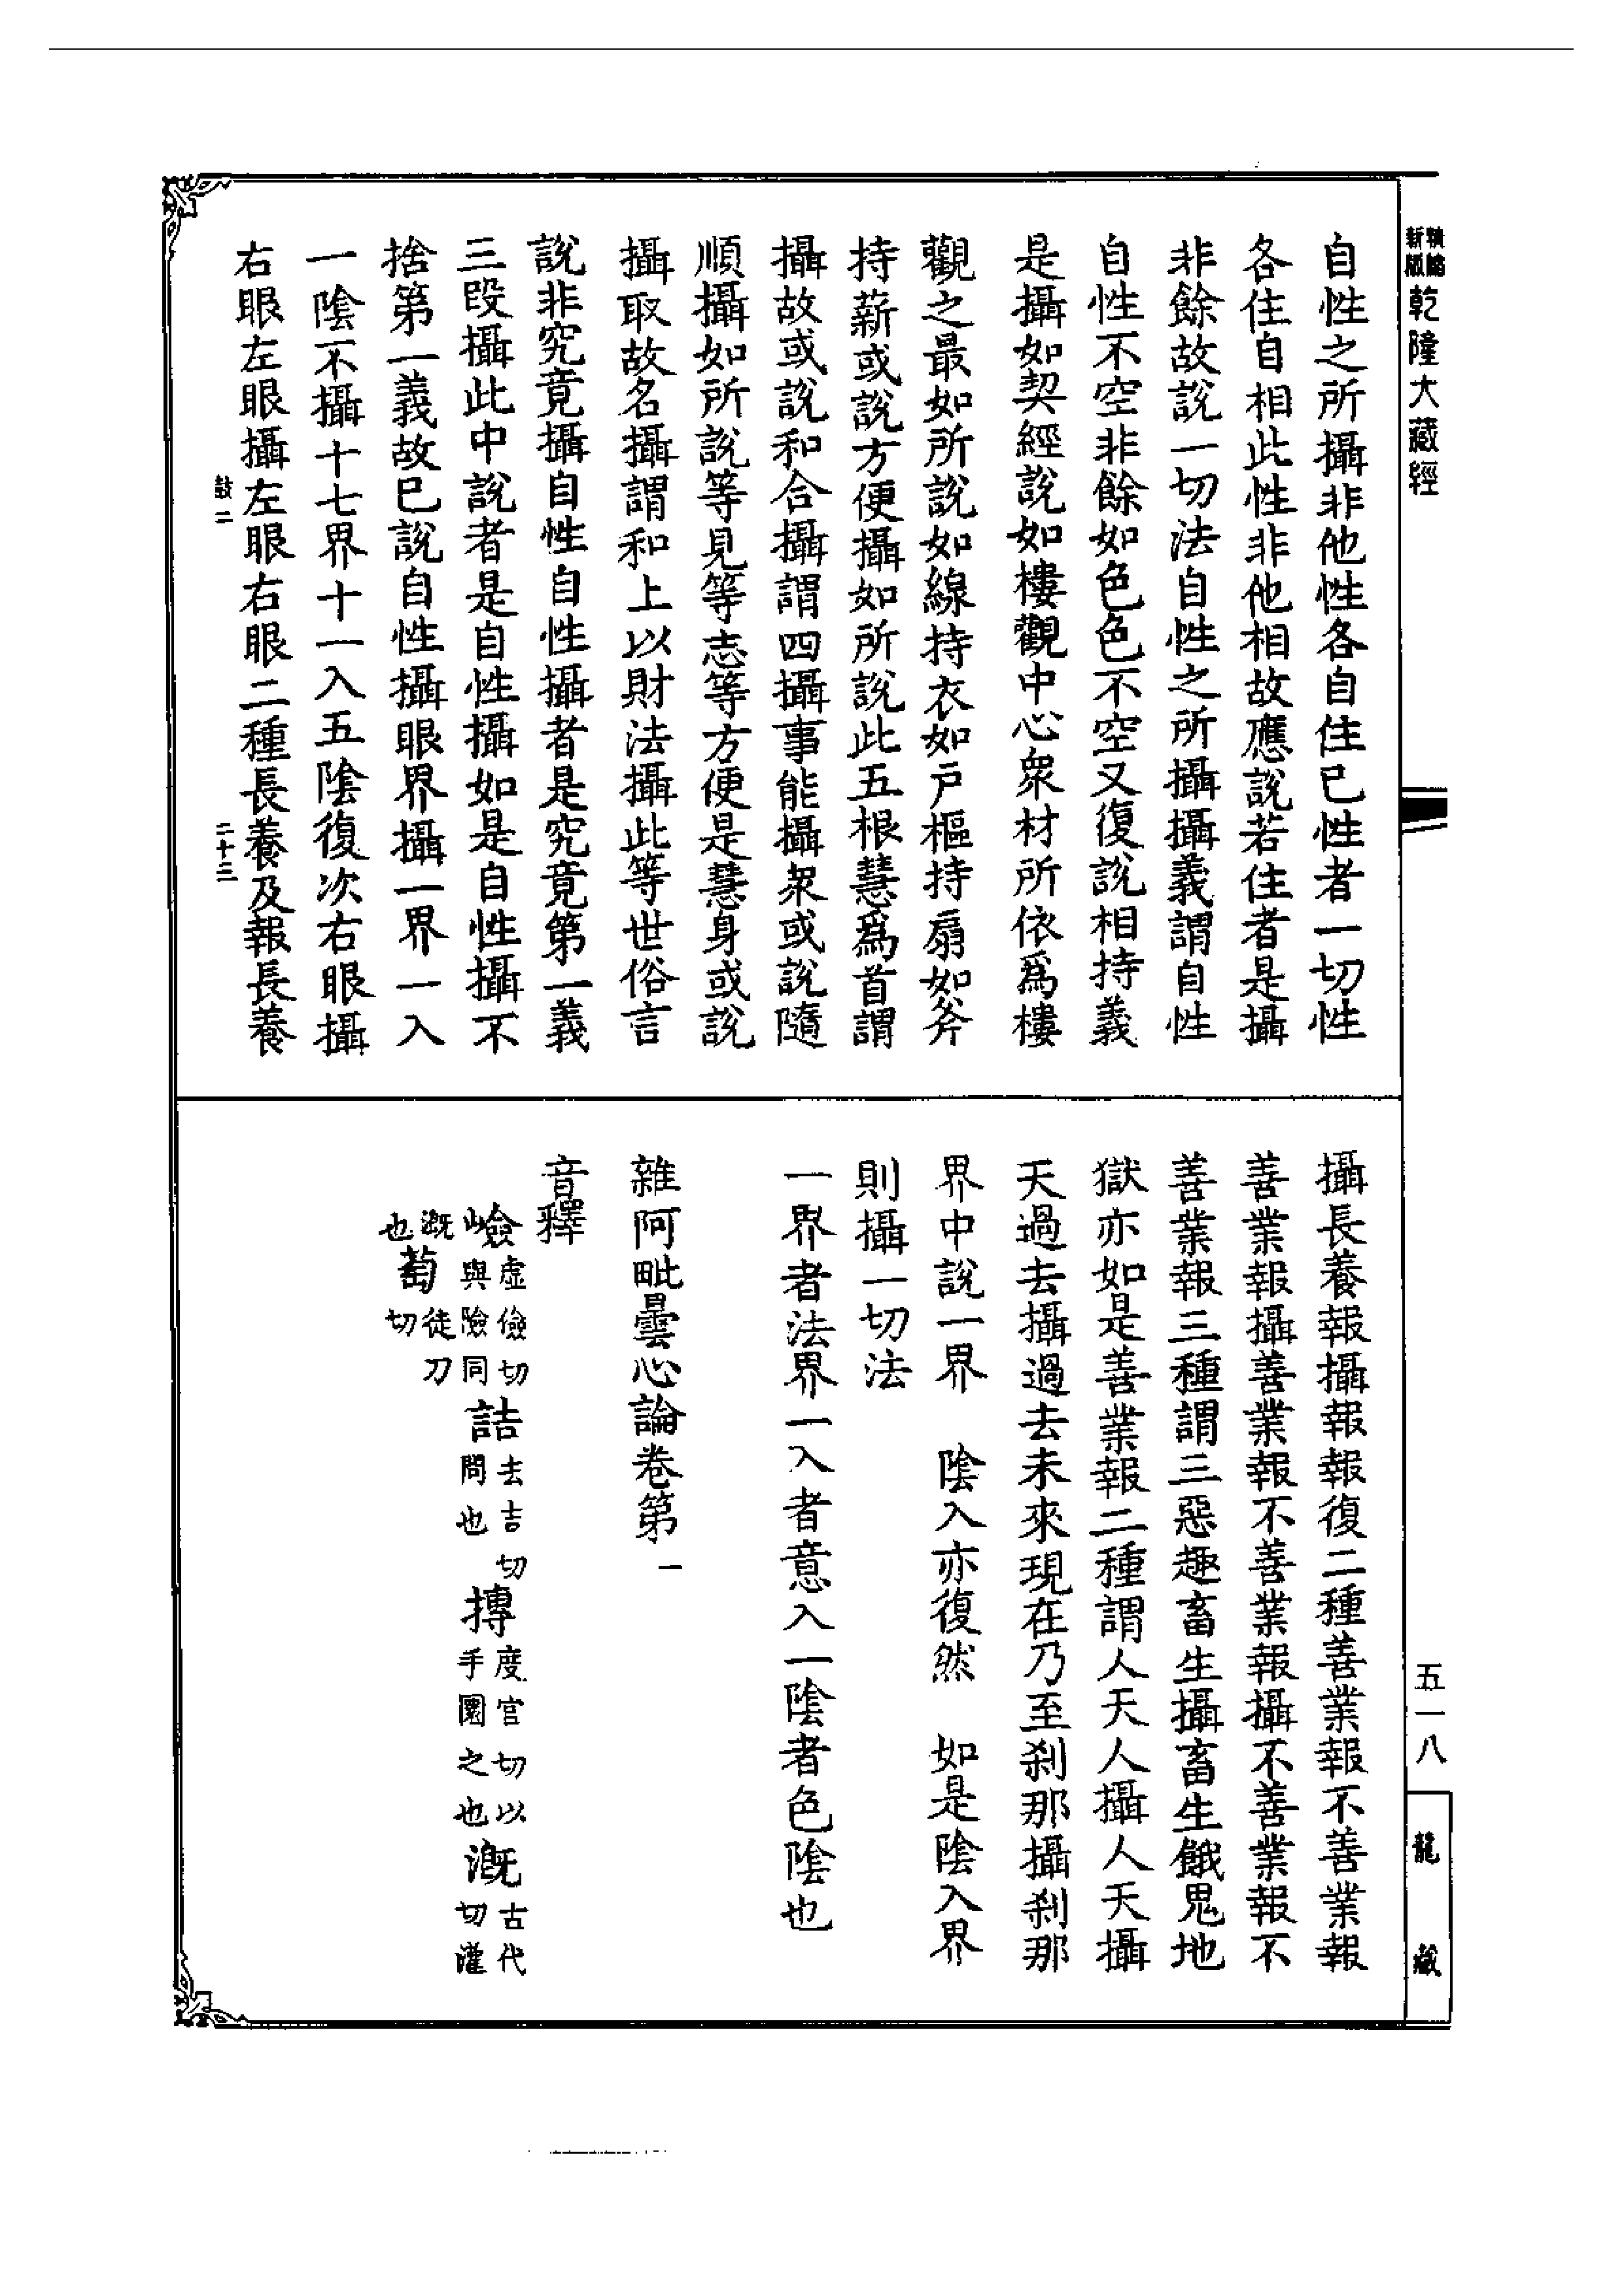 精縮
新版
乾隆大藏經
五一八
龍藏
自性之所攝非他性各自住已性者一切性
各住自相此性非他相故應說若住者是攝
非餘故說一切法自性之所攝攝義謂自性
自性不空非餘如色色不空又復說相持義
是攝如契經說如樓觀中心衆材所依爲樓
觀之最如所說如線持衣如戸樞持扇如斧
持薪或說方便攝如所說此五根慧爲首謂
攝故或說和合攝謂四攝事能攝衆或說隨
順攝如所說等見等志等方便是慧身或說
攝取故名攝謂和上以財法攝此等世俗言
說非究竟攝自性自性攝者是究竟第一義
三段攝此中說者是自性攝如是自性攝不
捨第一義故已說自性攝眼界攝一界一入
一陰不攝十七界十一入五陰復次右眼攝
右眼左眼攝左眼右眼二種長養及報長養
鼓二
二十三
攝長養報攝報報復二種善業報不善業報
善業報攝善業報不善業報攝不善業報不
善業報三種謂三惡趣畜生攝畜生餓鬼地
獄亦如是善業報二種謂人天人攝人天攝
天過去攝過去未來現在乃至刹那攝刹那
界中說一界　陰入亦復然　如是陰入界
則攝一切法
一界者法界一入者意入一陰者色陰也
雜阿毗曇心論卷第一
音釋
嶮虛儉切與險同詰去吉切問也摶度官切以手圜之也溉古代切灌
溉也萄徒刀切